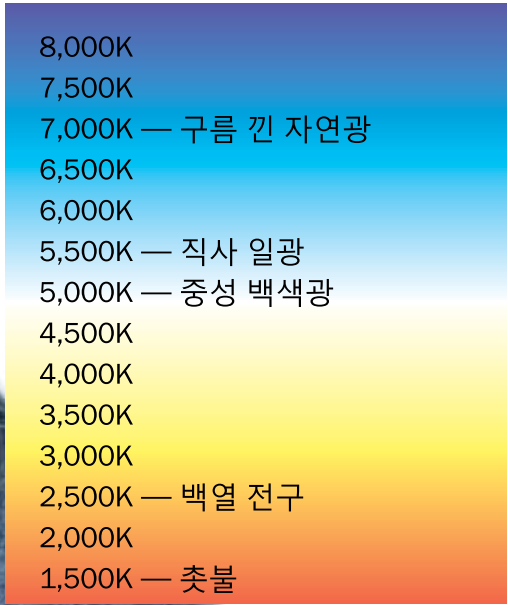 8,000K
7,500K
7,000K — 구름 낀 자연광
6,500K
6,000K
5,500K — 직사 일광
5,000K — 중성 백색광
4,500K
4,000K
3,500K
3,000K
2,500K — 백열 전구
2,000K
1,500K — 촛불